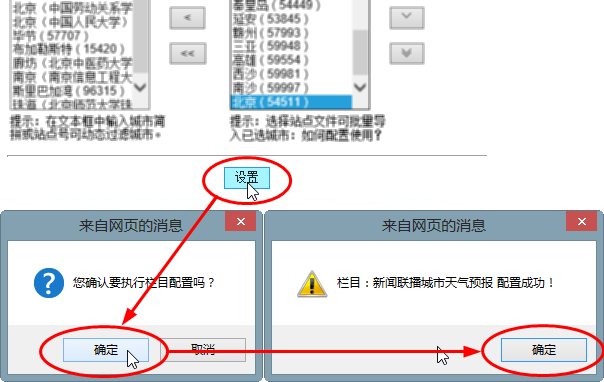 北京（中国劳动关系学
北京（中国人民大学）
毕节（57707）
布加勒斯特（15420）
廊坊（北京中医药大学
南京（南京信息工程大
斯里巴加湾（96315）
珠海（北京师范大学珠
<
<<
秦皇岛（54449）
延安（53845）
赣州（57993）
三亚（59948）
高雄（59554）
西沙（59981）
南沙（59997）
北京（54511）
提示：在文本框中输入城市简
拼或站点号可动态过滤城市。
提示：选择站点文件可批量导
入已选城市：如何配置使用？
设置
来自网页的消息
您确认要执行栏目配置吗？
确定
取消
来自网页的消息
栏目：新闻联播城市天气预报 配置成功！
确定